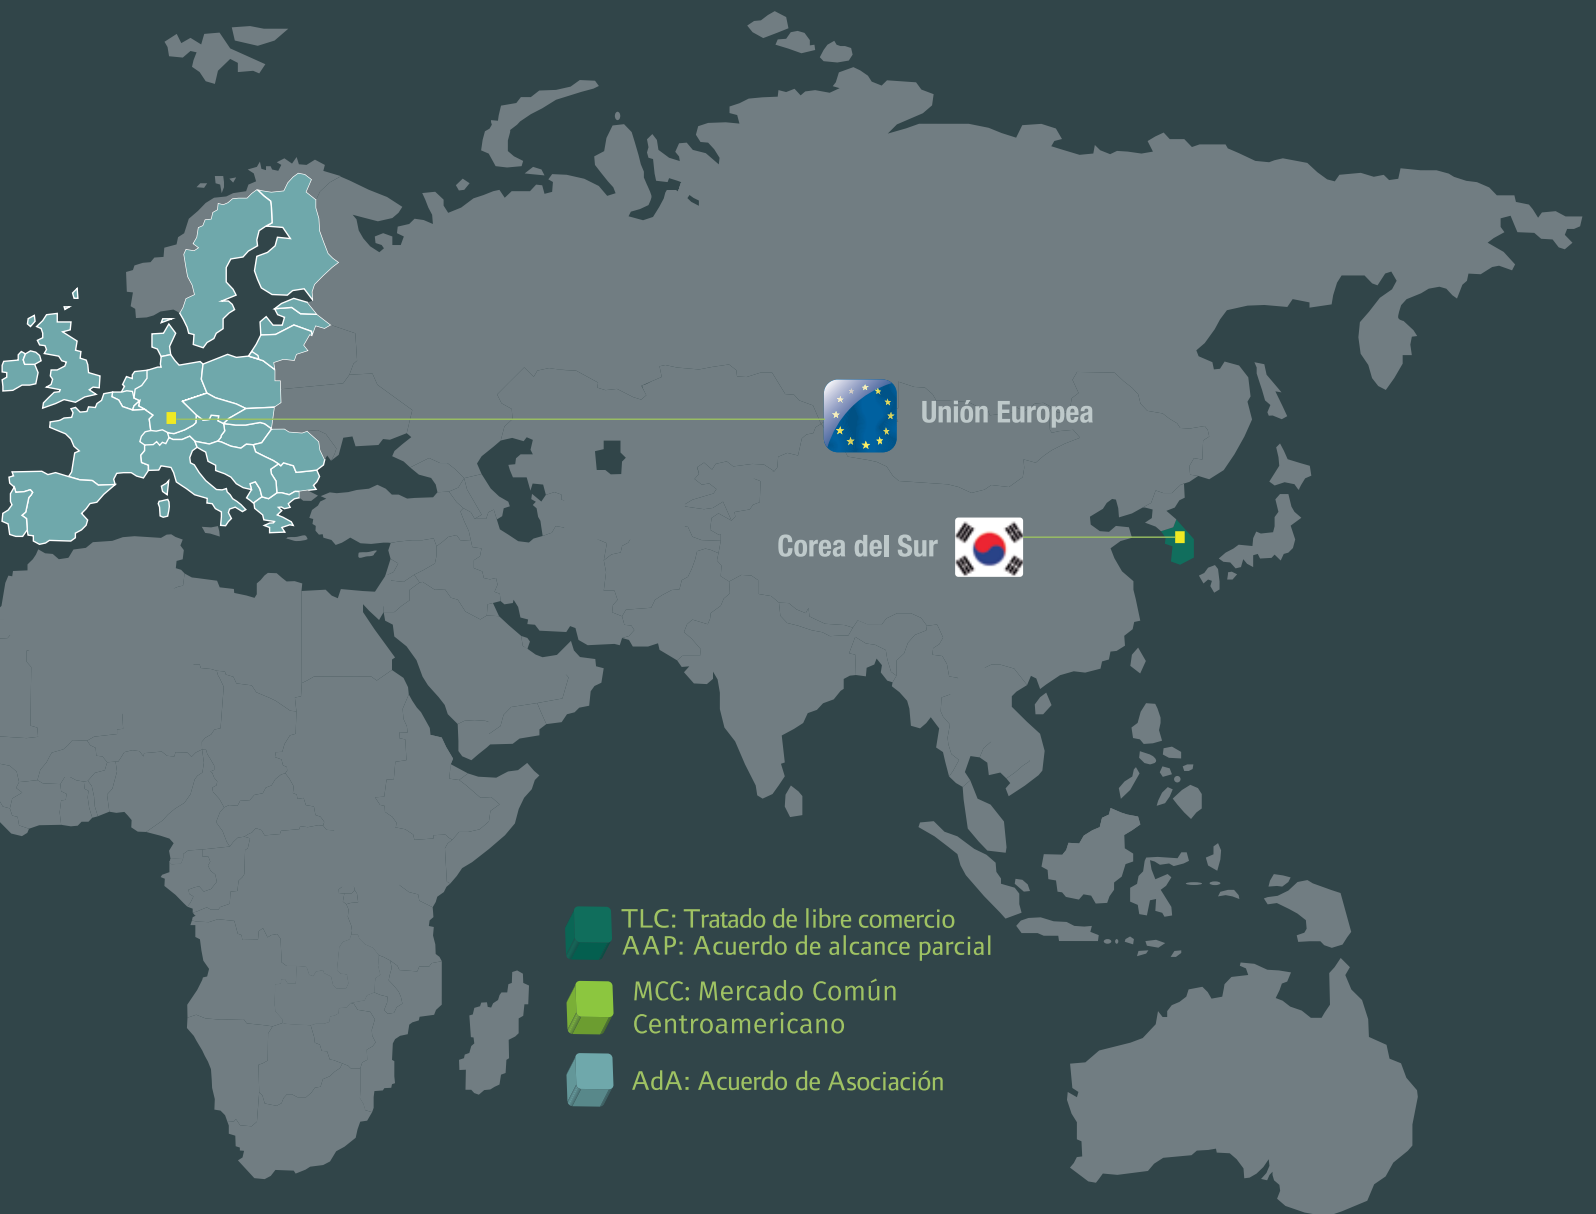 Unión Europea
Corea del Sur
TLC: Tratado de libre comercio
AAP: Acuerdo de alcance parcial
MCC: Mercado Común
Centroamericano
AdA: Acuerdo de Asociación